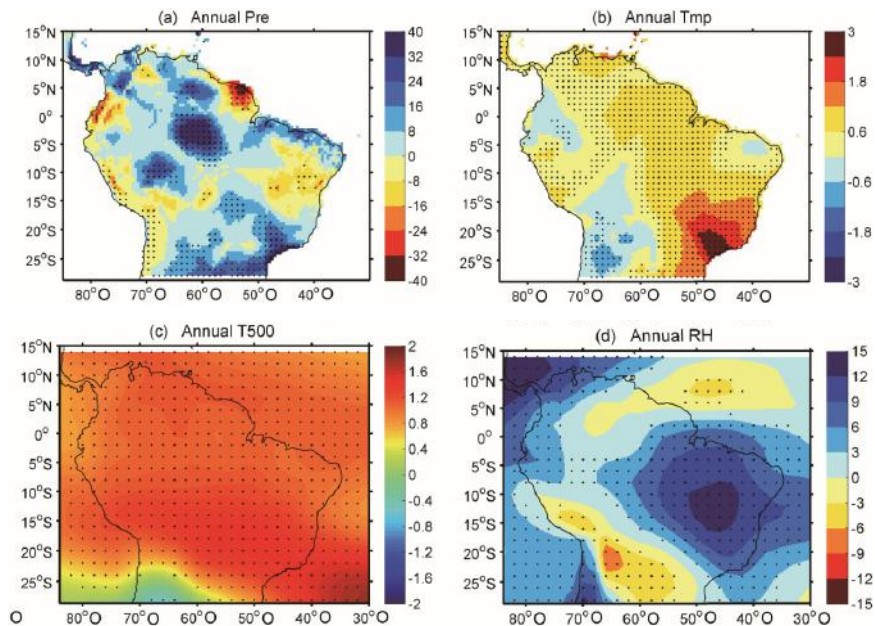 (a) Annual Pre
15°N
10°N
5°N
0°
5°S
10°S
15°S
20°S
25°S
80°O 70°O 60°O 50°O 40°O
40
32
24
16
8
0
-8
-16
-24
-32
-40
(b) Annual Tmp
15°N
10°N
5°N
0°
5°S
10°S
15°S
20°S
25°S
80°O 70°O 60°O 50°O 40°O
3
1.8
0.6
-0.6
-1.8
-3
(c) Annual T500
15°N
10°N
5°N
0°
5°S
10°S
15°S
20°S
25°S
O 80°O 70°O 60°O 50°O 40°O 30°O
2
1.6
1.2
0.8
0.4
0
-0.4
-0.8
-1.2
-1.6
-2
(d) Annual RH
15°N
10°N
5°N
0°
5°S
10°S
15°S
20°S
25°S
80°O 70°O 60°O 50°O 40°O 30°O
15
12
9
6
3
0
-3
-6
-9
-12
-15